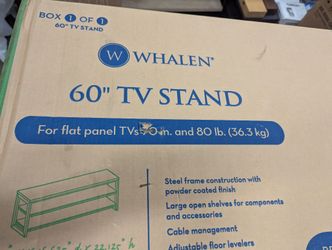 BOX 1 OF 1
60" TV STAND
W WHALEN®
60" TV STAND
For flat panel TVs 70 in. and 80 lb. (36.3 kg)
Steel frame construction with
powder coated finish
Large open shelves for components
and accessories
Cable management
Adjustable floor levelers